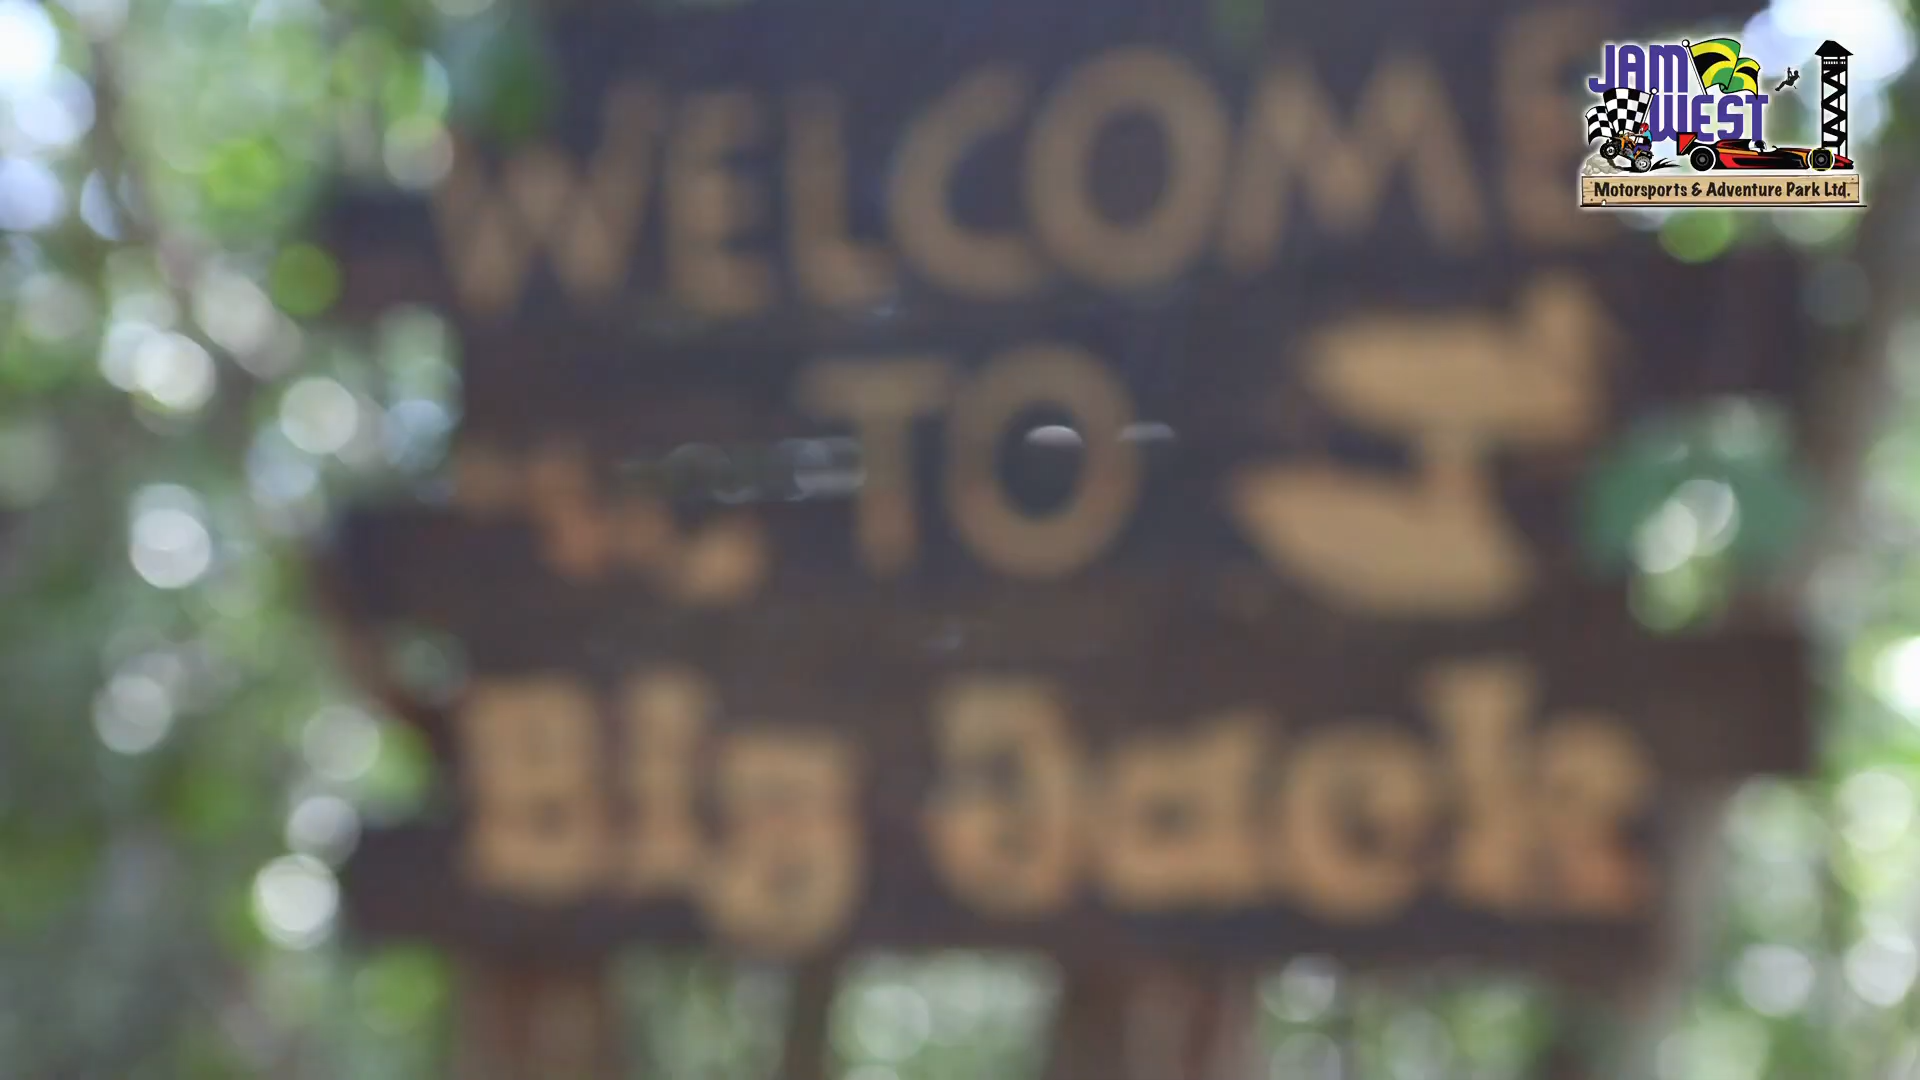 JAM
WEST
Motorsports & Adventure Park Ltd.
WELCOME
TO
Big Jack